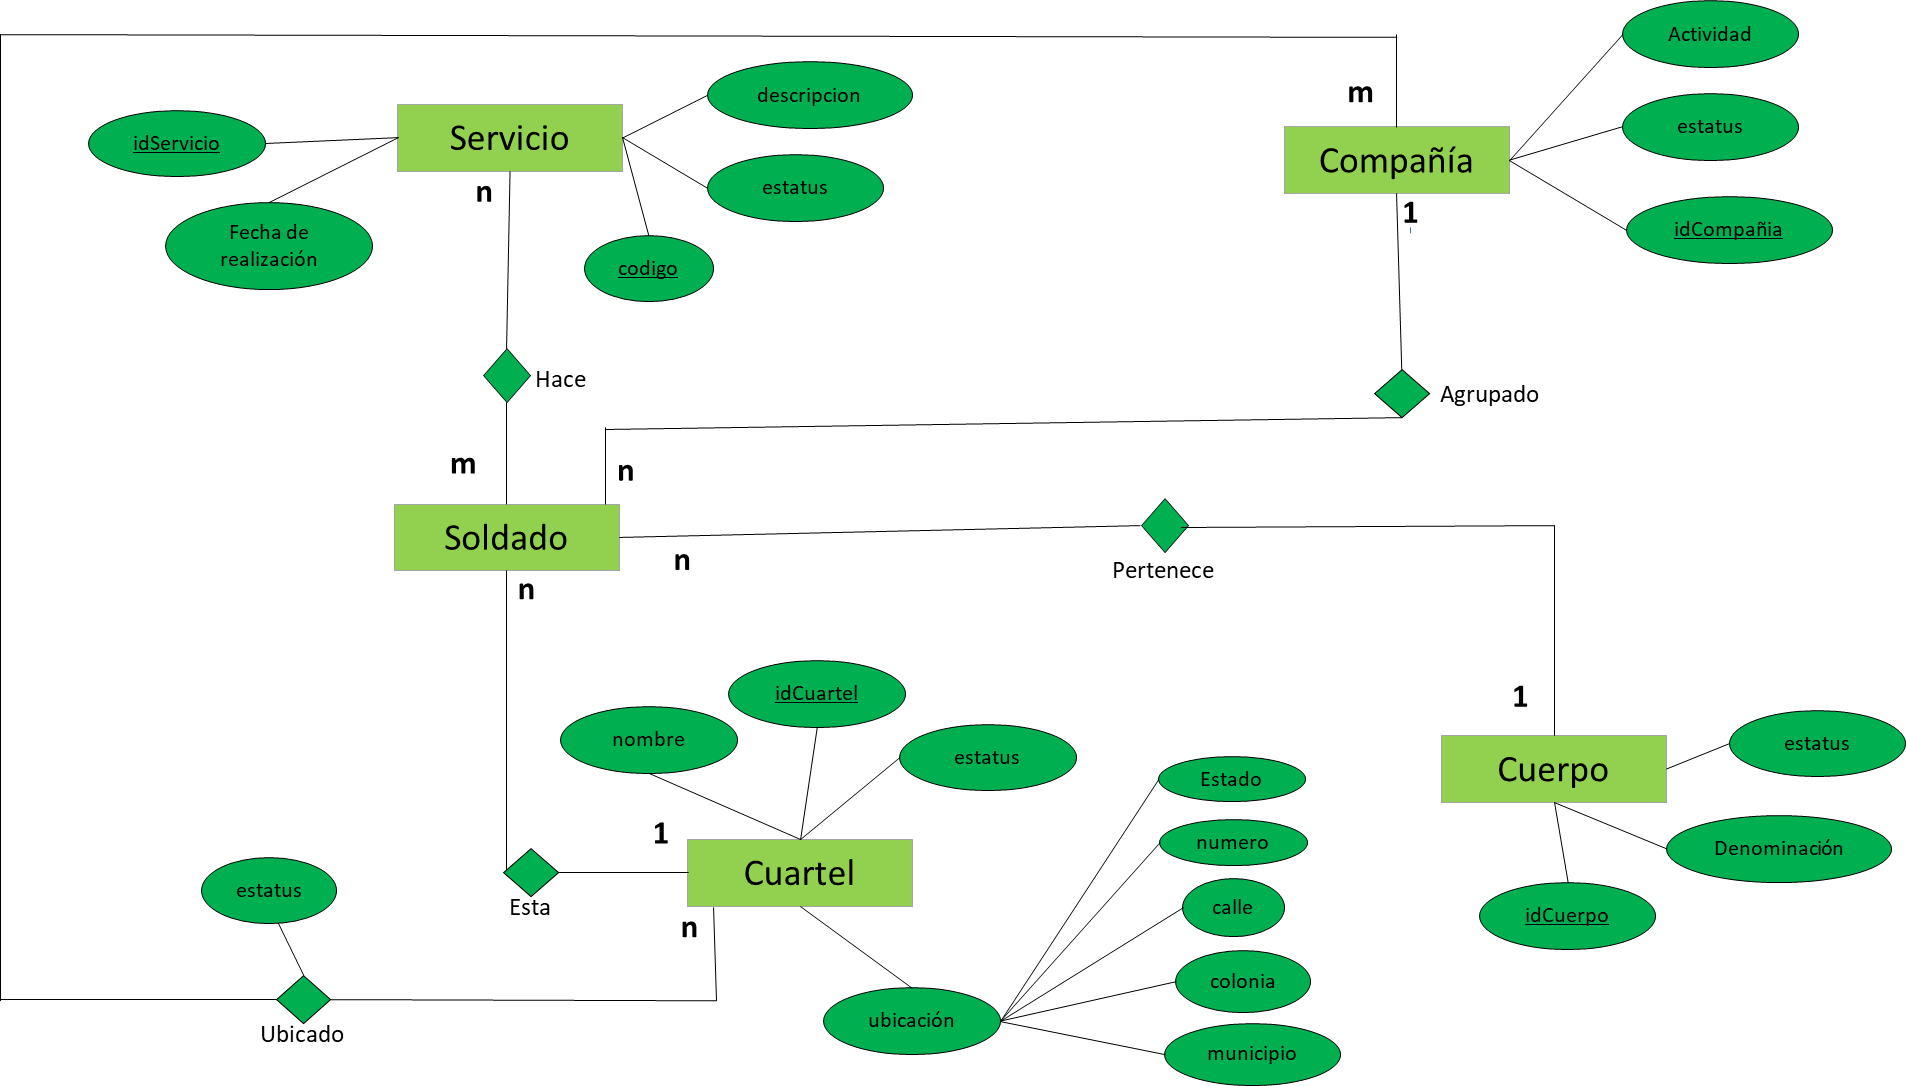 Actividad
m
descripcion
Servicio
estatus
idServicio
Compañía
estatus
n
1
Fecha de
realización
idCompañia
codigo
Hace
Agrupado
m
n
Soldado
n
Pertenece
n
idCuartel
1
nombre
estatus
estatus
Estado
Cuerpo
1
numero
Denominación
Cuartel
estatus
Esta
calle
idCuerpo
n
colonia
ubicación
Ubicado
municipio